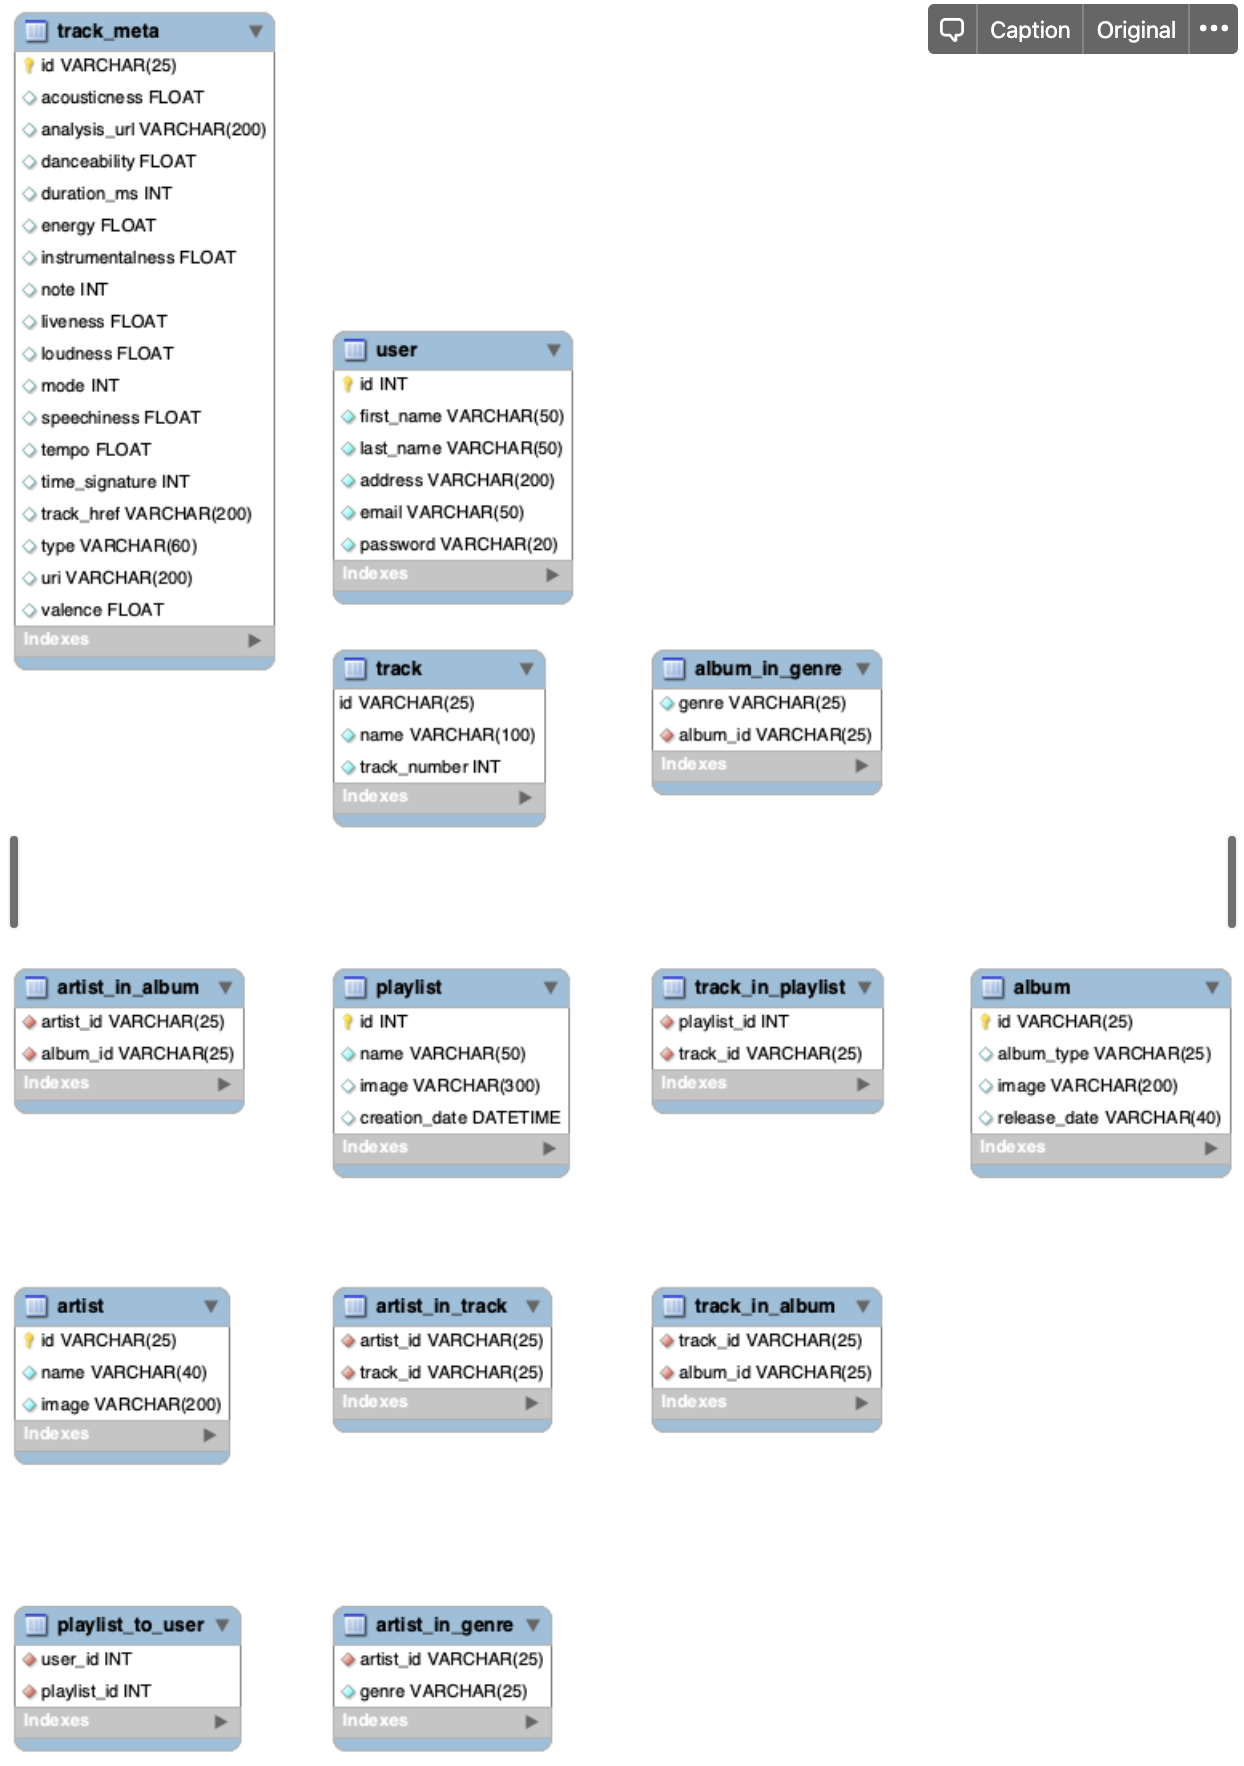 Caption
Original
track_meta
id VARCHAR(25)
acousticness FLOAT
analysis_url VARCHAR(200)
danceability FLOAT
duration_ms INT
energy FLOAT
instrumentalness FLOAT
note INT
liveness FLOAT
loudness FLOAT
mode INT
speechiness FLOAT
tempo FLOAT
time_signature INT
track_href VARCHAR(200)
type VARCHAR(60)
uri VARCHAR(200)
valence FLOAT
Indexes
user
id INT
first_name VARCHAR(50)
last_name VARCHAR(50)
address VARCHAR(200)
email VARCHAR(50)
password VARCHAR(20)
Indexes
track
id VARCHAR(25)
name VARCHAR(100)
track_number INT
Indexes
album_in_genre
genre VARCHAR(25)
album_id VARCHAR(25)
Indexes
artist_in_album
artist_id VARCHAR(25)
album_id VARCHAR(25)
Indexes
playlist
id INT
name VARCHAR(50)
image VARCHAR(300)
creation_date DATETIME
Indexes
track_in_playlist
playlist_id INT
track_id VARCHAR(25)
Indexes
album
id VARCHAR(25)
album_type VARCHAR(25)
image VARCHAR(200)
release_date VARCHAR(40)
Indexes
artist
id VARCHAR(25)
name VARCHAR(40)
image VARCHAR(200)
Indexes
artist_in_track
artist_id VARCHAR(25)
track_id VARCHAR(25)
Indexes
track_in_album
track_id VARCHAR(25)
album_id VARCHAR(25)
Indexes
playlist_to_user
user_id INT
playlist_id INT
Indexes
artist_in_genre
artist_id VARCHAR(25)
genre VARCHAR(25)
Indexes